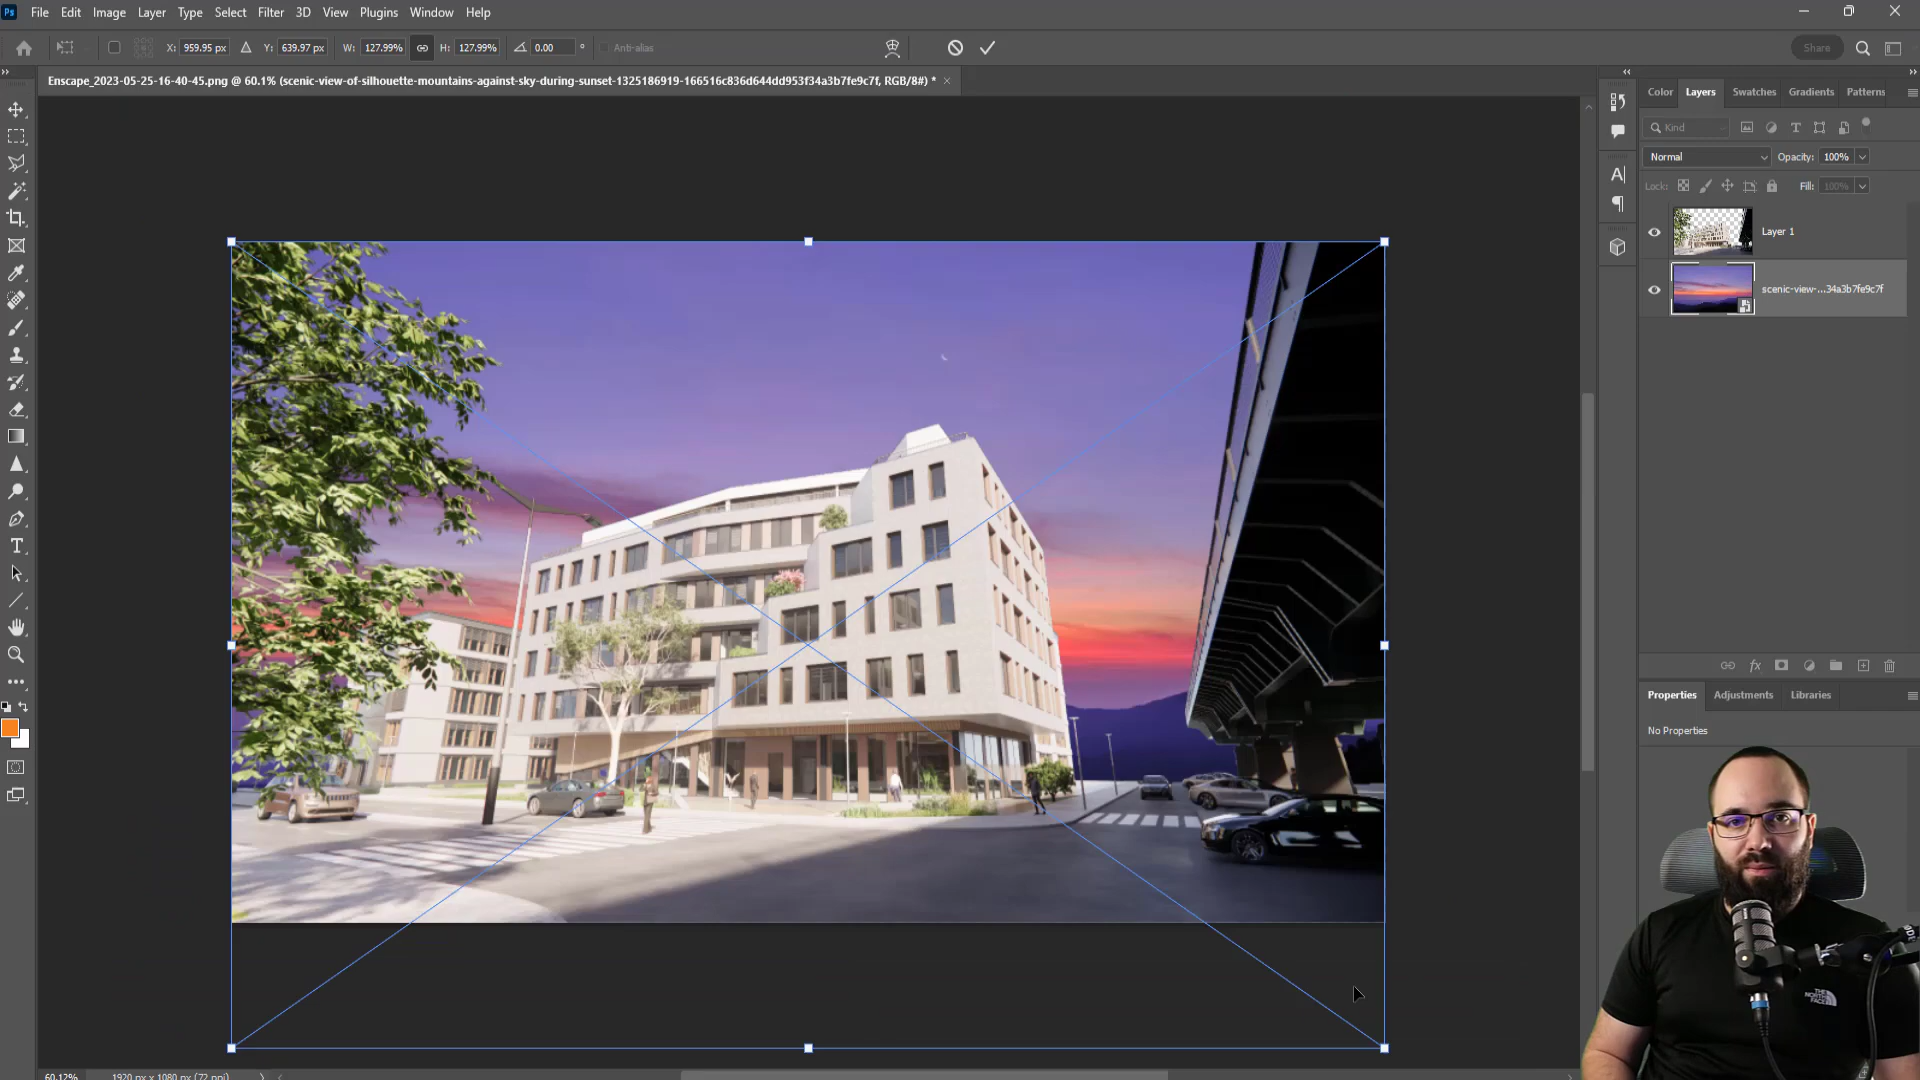 Ps File Edit Image Layer Type Select Filter 3D View Plugins Window Help
X: 959.95 px Y: 639.97 px W: 127.99% H: 127.99% 0.00 ° Anti-alias Share
Enscape_2023-05-25-16-40-45.png @ 60.1% (scenic-view-of-silhouette-mountains-against-sky-during-sunset-1325186919-166516c836d644dd953f34a3b7fe9c7f, RGB/8#) *
Color Layers Swatches Gradients Patterns
Kind
Normal Opacity: 100%
Lock: Fill: 100%
Layer 1
scenic-view-...34a3b7fe9c7f
fx
Properties Adjustments Libraries
No Properties
THE
NORTH
FACE
60.12% 1920 px x 1080 px (72 ppi)